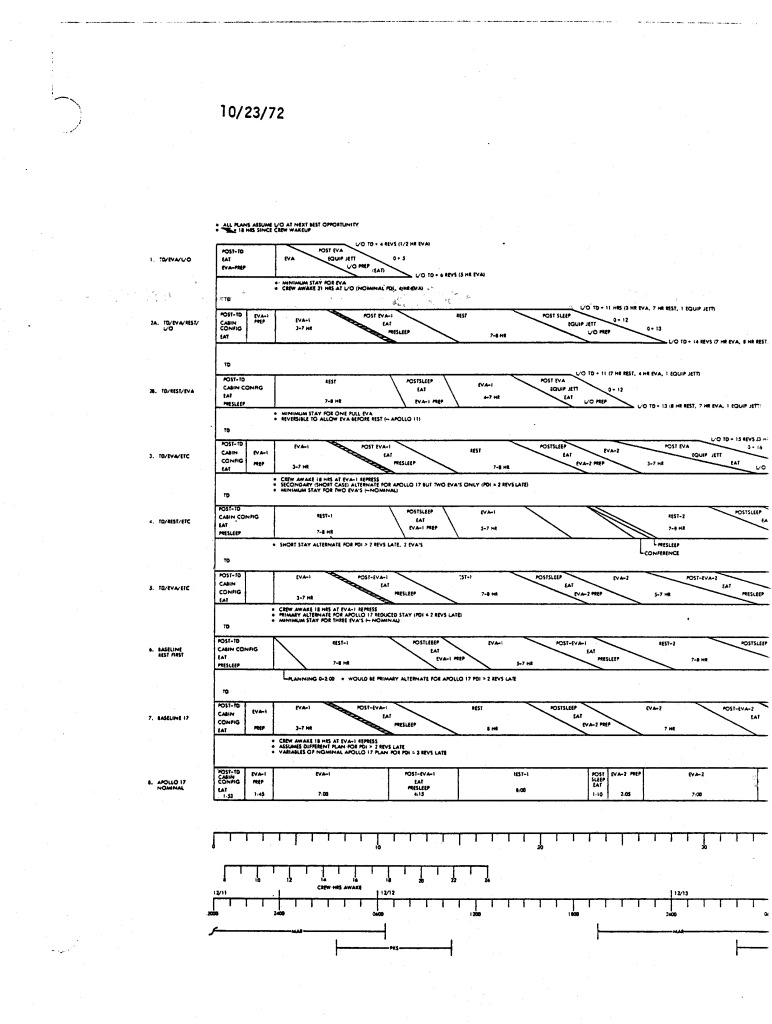 10/23/72
• ALL PLANS ASSUME L/O AT NEXT BEST OPPORTUNITY
18 HRS SINCE CREW WAKEUP
L/O TD + 4 REVS (1/2 HR EVA)
1. TD/EVA/L/O
POST-TD
EAT
EVA-PREP
EVA
POST EVA
EQUIP JETT
L/O PREP
(EAT)
0 + 5
L/O TD + 6 REVS (5 HR EVA)
• MINIMUM STAY FOR EVA
• CREW AWAKE 21 HRS AT L/O (NOMINAL PDI, 4 HR EVA)
TD
L/O TD + 11 HRS (3 HR EVA, 7 HR REST, 1 EQUIP JETT)
2A. TD/EVA/REST/
L/O
POST-TD
CABIN
CONFIG
EAT
EVA-1
PREP
EVA-1
3-7 HR
POST EVA-1
EAT
PRESLEEP
REST
7-8 HR
POST SLEEP
EQUIP JETT
L/O PREP
0 + 12
0 + 13
L/O TD + 14 REVS (7 HR EVA, 8 HR REST
TD
L/O TD + 11 (7 HR REST, 4 HR EVA, 1 EQUIP JETT)
2B. TD/REST/EVA
POST-TD
CABIN CONFIG
EAT
PRESLEEP
REST
7-8 HR
POSTSLEEP
EAT
EVA-1 PREP
EVA-1
4-7 HR
POST EVA
EQUIP JETT
EAT
L/O PREP
0 + 12
L/O TD + 13 (8 HR REST, 7 HR EVA, 1 EQUIP JETT)
• MINIMUM STAY FOR ONE FULL EVA
• REVERSIBLE TO ALLOW EVA BEFORE REST (~ APOLLO 11)
TD
L/O TD + 15 REVS (3 H
3. TD/EVA/ETC
POST-TD
CABIN
CONFIG
EAT
EVA-1
PREP
EVA-1
3-7 HR
POST EVA-1
EAT
PRESLEEP
REST
7-8 HR
POSTSLEEP
EAT
EVA-2 PREP
EVA-2
3-7 HR
POST EVA
EQUIP JETT
EAT
0 + 16
L/O
• CREW AWAKE 18 HRS AT EVA-1 REPRESS
• SECONDARY (SHORT CASE) ALTERNATE FOR APOLLO 17 BUT TWO EVA'S ONLY (PDI = 2 REVS LATE)
• MINIMUM STAY FOR TWO EVA'S (~NOMINAL)
TD
4. TD/REST/ETC
POST-TD
CABIN CONFIG
EAT
PRESLEEP
REST-1
7-8 HR
POSTSLEEP
EAT
EVA-1 PREP
EVA-1
5-7 HR
REST-2
7-8 HR
POSTSLEEP
EA
PRESLEEP
CONFERENCE
• SHORT STAY ALTERNATE FOR PDI > 2 REVS LATE, 2 EVA'S
TD
5. TD/EVA/ETC
POST-TD
CABIN
CONFIG
EAT
EVA-1
PREP
EVA-1
3-7 HR
POST-EVA-1
EAT
PRESLEEP
7-8 HR
POSTSLEEP
EAT
EVA-2 PREP
EVA-2
5-7 HR
POST-EVA-2
EAT
PRESLEEP
• CREW AWAKE 18 HRS AT EVA-1 REPRESS
• PRIMARY ALTERNATE FOR APOLLO 17 REDUCED STAY (PDI = 2 REVS LATE)
• MINIMUM STAY FOR THREE EVA'S (~ NOMINAL)
TD
6. BASELINE
REST FIRST
POST-TD
CABIN CONFIG
EAT
PRESLEEP
REST-1
7-8 HR
POSTSLEEP
EAT
EVA-1 PREP
EVA-1
5-7 HR
POST-EVA-1
EAT
PRESLEEP
REST-2
7-8 HR
POSTSLEEP
PLANNING 0-2:00 • WOULD BE PRIMARY ALTERNATE FOR APOLLO 17 PDI > 2 REVS LATE
TD
7. BASELINE 17
POST-TD
CABIN
CONFIG
EAT
EVA-1
PREP
EVA-1
3-7 HR
POST-EVA-1
EAT
PRESLEEP
REST
8 HR
POSTSLEEP
EAT
EVA-2 PREP
EVA-2
7 HR
POST-EVA-2
EAT
• CREW AWAKE 18 HRS AT EVA-1 REPRESS
• ASSUMES DIFFERENT PLAN FOR PDI > 2 REVS LATE
• VARIABLES OF NOMINAL APOLLO 17 PLAN FOR PDI = 2 REVS LATE
8. APOLLO 17
NOMINAL
POST-TD
CABIN
CONFIG
EAT
1:52
EVA-1
PREP
1:45
EVA-1
7:00
POST-EVA-1
EAT
PRESLEEP
4:15
REST-1
8:00
POST
SLEEP
EAT
1:10
EVA-2 PREP
2:05
EVA-2
7:00
0 10 20 30
8 10 12 14 16 18 20 22 24
CREW HRS AWAKE
12/11 12/12 12/13
2000 2400 0600 1200 1800 2400
MAR MAR
PKS